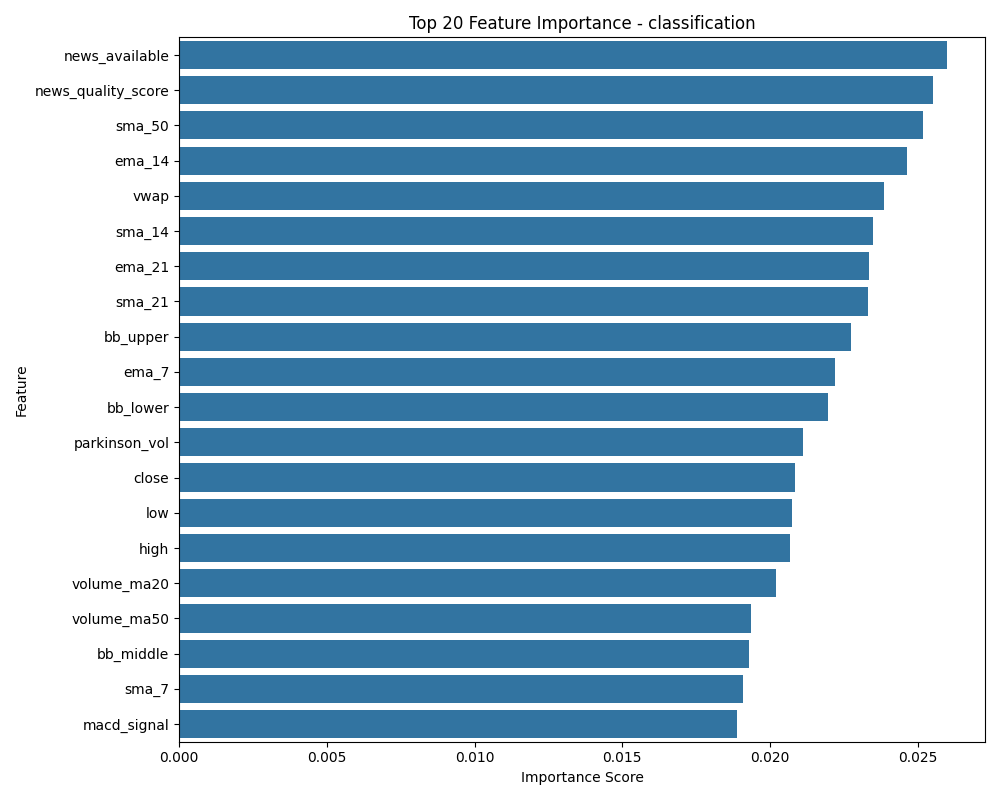 Top 20 Feature Importance - classification
news_available
news_quality_score
sma_50
ema_14
vwap
sma_14
ema_21
sma_21
bb_upper
ema_7
bb_lower
parkinson_vol
close
low
high
volume_ma20
volume_ma50
bb_middle
sma_7
macd_signal
Feature
0.000 0.005 0.010 0.015 0.020 0.025
Importance Score